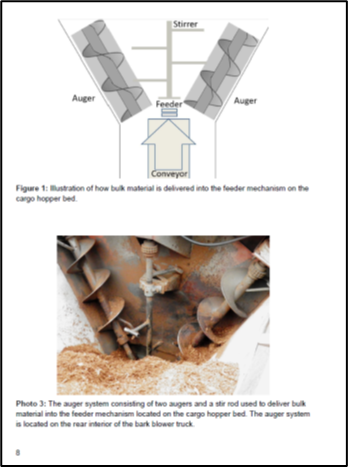 Stirrer
Auger
Auger
Feeder
Conveyor
Figure 1: Illustration of how bulk material is delivered into the feeder mechanism on the
cargo hopper bed.
Photo 3: The auger system consisting of two augers and a stir rod used to deliver bulk
material into the feeder mechanism located on the cargo hopper bed. The auger system
is located on the rear interior of the bark blower truck.
8